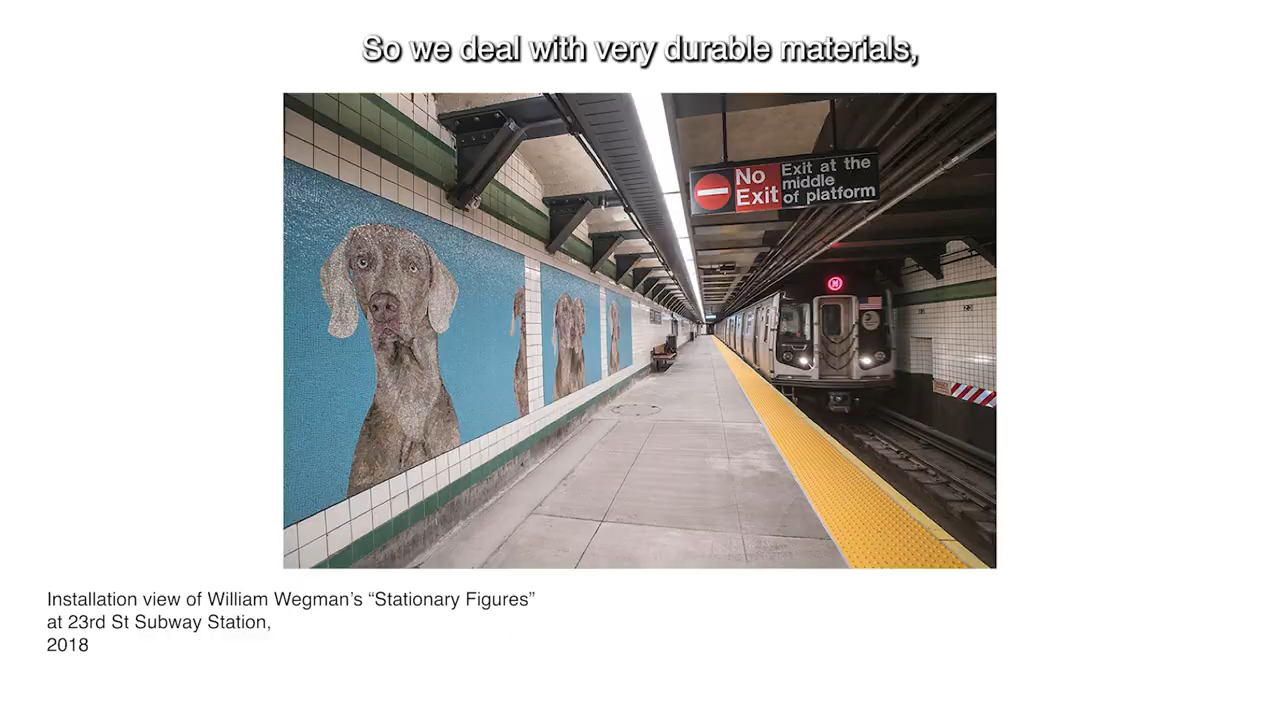 So we deal with very durable materials,
No
Exit
Exit at the
middle
of platform
M
23
Installation view of William Wegman’s “Stationary Figures”
at 23rd St Subway Station,
2018